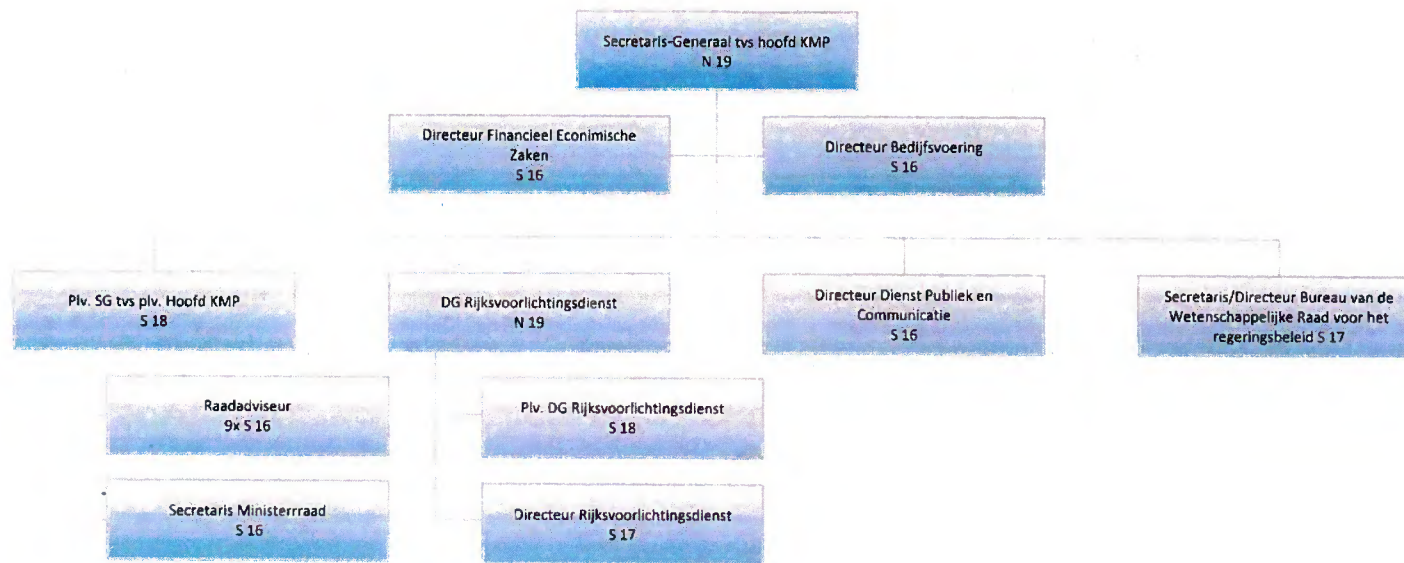 Secretaris-Generaal tvs hoofd KMP
N 19
Directeur Financieel Econimische
Zaken
S 16
Directeur Bedijfsvoering
S 16
Plv. SG tvs plv. Hoofd KMP
S 18
DG Rijksvoorlichtingsdienst
N 19
Directeur Dienst Publiek en
Communicatie
S 16
Secretaris/Directeur Bureau van de
Wetenschappelijke Raad voor het
regeringsbeleid S 17
Raadadviseur
9x S 16
Plv. DG Rijksvoorlichtingsdienst
S 18
Secretaris Ministerrraad
S 16
Directeur Rijksvoorlichtingsdienst
S 17